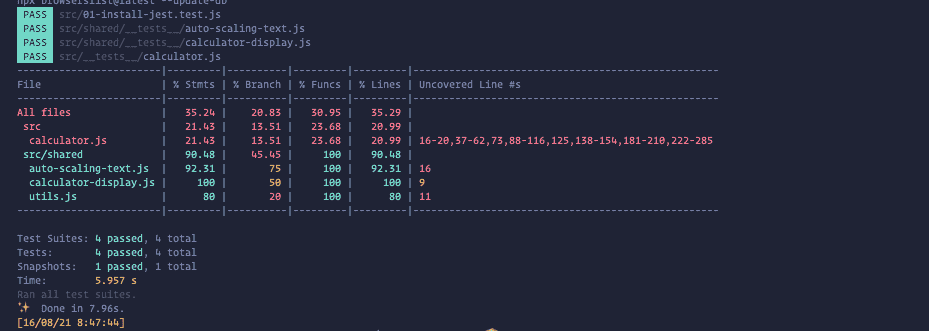 npx browserslist@latest --update-db
PASS src/01-install-jest.test.js
PASS src/shared/__tests__/auto-scaling-text.js
PASS src/shared/__tests__/calculator-display.js
PASS src/__tests__/calculator.js
------------------------|---------|----------|---------|---------|---------------------------------------------------
File | % Stmts | % Branch | % Funcs | % Lines | Uncovered Line #s
------------------------|---------|----------|---------|---------|---------------------------------------------------
All files | 35.24 | 20.83 | 30.95 | 35.29 |
src | 21.43 | 13.51 | 23.68 | 20.99 |
calculator.js | 21.43 | 13.51 | 23.68 | 20.99 | 16-20,37-62,73,88-116,125,138-154,181-210,222-285
src/shared | 90.48 | 45.45 | 100 | 90.48 |
auto-scaling-text.js | 92.31 | 75 | 100 | 92.31 | 16
calculator-display.js | 100 | 50 | 100 | 100 | 9
utils.js | 80 | 20 | 100 | 80 | 11
------------------------|---------|----------|---------|---------|---------------------------------------------------
Test Suites: 4 passed, 4 total
Tests: 4 passed, 4 total
Snapshots: 1 passed, 1 total
Time: 5.957 s
Ran all test suites.
✨ Done in 7.96s.
[16/08/21 8:47:44]